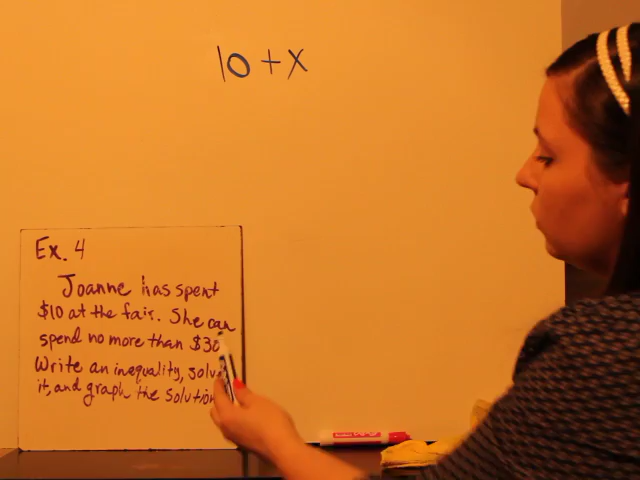 10 + x
Ex. 4
Joanne has spent
$10 at the fair. She can
spend no more than $30
Write an inequality, solve
it, and graph the solution